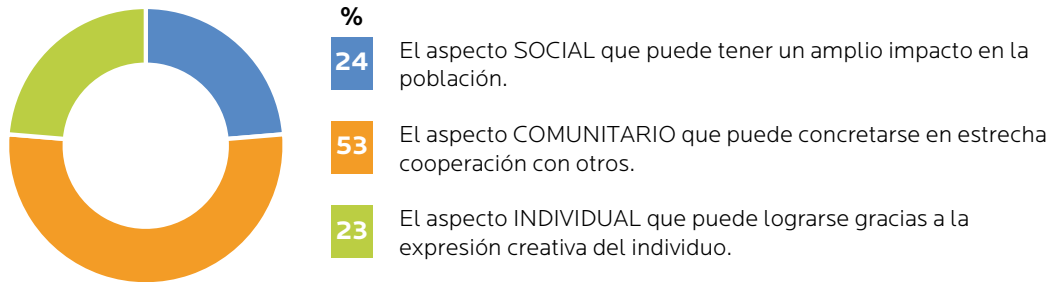 %
24 El aspecto SOCIAL que puede tener un amplio impacto en la
población.
53 El aspecto COMUNITARIO que puede concretarse en estrecha
cooperación con otros.
23 El aspecto INDIVIDUAL que puede lograrse gracias a la
expresión creativa del individuo.